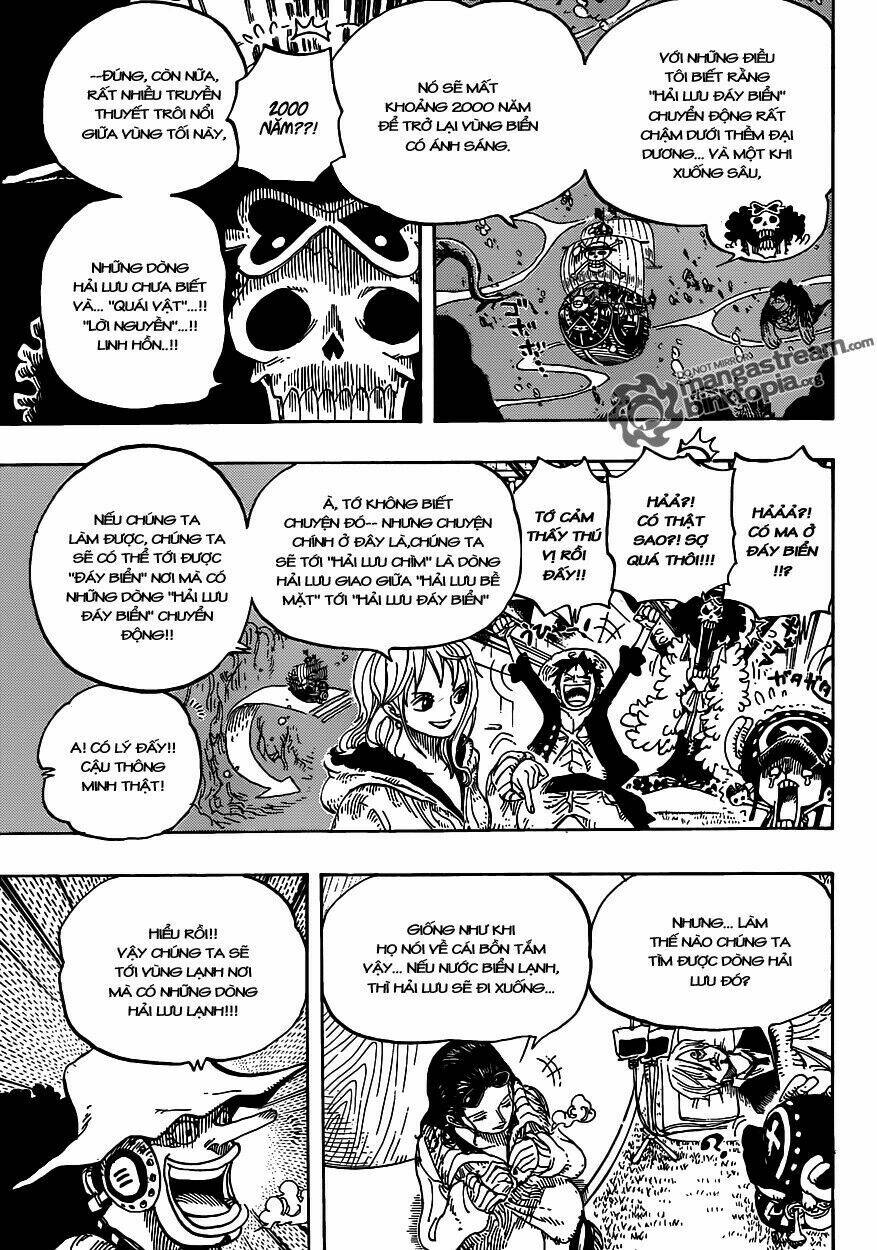 VỚI NHỮNG ĐIỀU
TÔI BIẾT RẰNG
"HẢI LƯU ĐÁY BIỂN"
CHUYỂN ĐỘNG RẤT
CHẬM DƯỚI THỀM ĐẠI
DƯƠNG... VÀ MỘT KHI
XUỐNG SÂU,
NÓ SẼ MẤT
KHOẢNG 2000 NĂM
ĐỂ TRỞ LẠI VÙNG BIỂN
CÓ ÁNH SÁNG.
2000
NĂM??!
--ĐÚNG, CÒN NỮA,
RẤT NHIỀU TRUYỀN
THUYẾT TRÔI NỔI
GIỮA VÙNG TỐI NÀY,
NHỮNG DÒNG
HẢI LƯU CHƯA BIẾT
VÀ... "QUÁI VẬT"...!!
"LỜI NGUYỀN"...!!
LINH HỒN..!!
DO NOT MIRROR!
mangastream.com
binktopia.org
HẢẢẢ?!
CÓ MA Ở
ĐÁY BIỂN
!!?
HẢẢ?!
CÓ THẬT
SAO?! SỢ
QUÁ THÔI!!!
TỚ CẢM
THẤY THÚ
VỊ RỒI
ĐẤY!!
À, TỚ KHÔNG BIẾT
CHUYỆN ĐÓ-- NHƯNG CHUYỆN
CHÍNH Ở ĐÂY LÀ,CHÚNG TA
SẼ TỚI "HẢI LƯU CHÌM" LÀ DÒNG
HẢI LƯU GIAO GIỮA "HẢI LƯU BỀ
MẶT" TỚI "HẢI LƯU ĐÁY BIỂN"
NẾU CHÚNG TA
LÀM ĐƯỢC, CHÚNG TA
SẼ CÓ THỂ TỚI ĐƯỢC
"ĐÁY BIỂN" NƠI MÀ CÓ
NHỮNG DÒNG "HẢI LƯU
ĐÁY BIỂN" CHUYỂN
ĐỘNG!!
A! CÓ LÝ ĐẤY!!
CẬU THÔNG
MINH THẬT!
NHƯNG... LÀM
THẾ NÀO CHÚNG TA
TÌM ĐƯỢC DÒNG HẢI
LƯU ĐÓ?
GIỐNG NHƯ KHI
HỌ NÓI VỀ CÁI BỒN TẮM
VẬY... NẾU NƯỚC BIỂN LẠNH,
THÌ HẢI LƯU SẼ ĐI XUỐNG...
HIỂU RỒI!!
VẬY CHÚNG TA SẼ
TỚI VÙNG LẠNH NƠI
MÀ CÓ NHỮNG DÒNG
HẢI LƯU LẠNH!!!